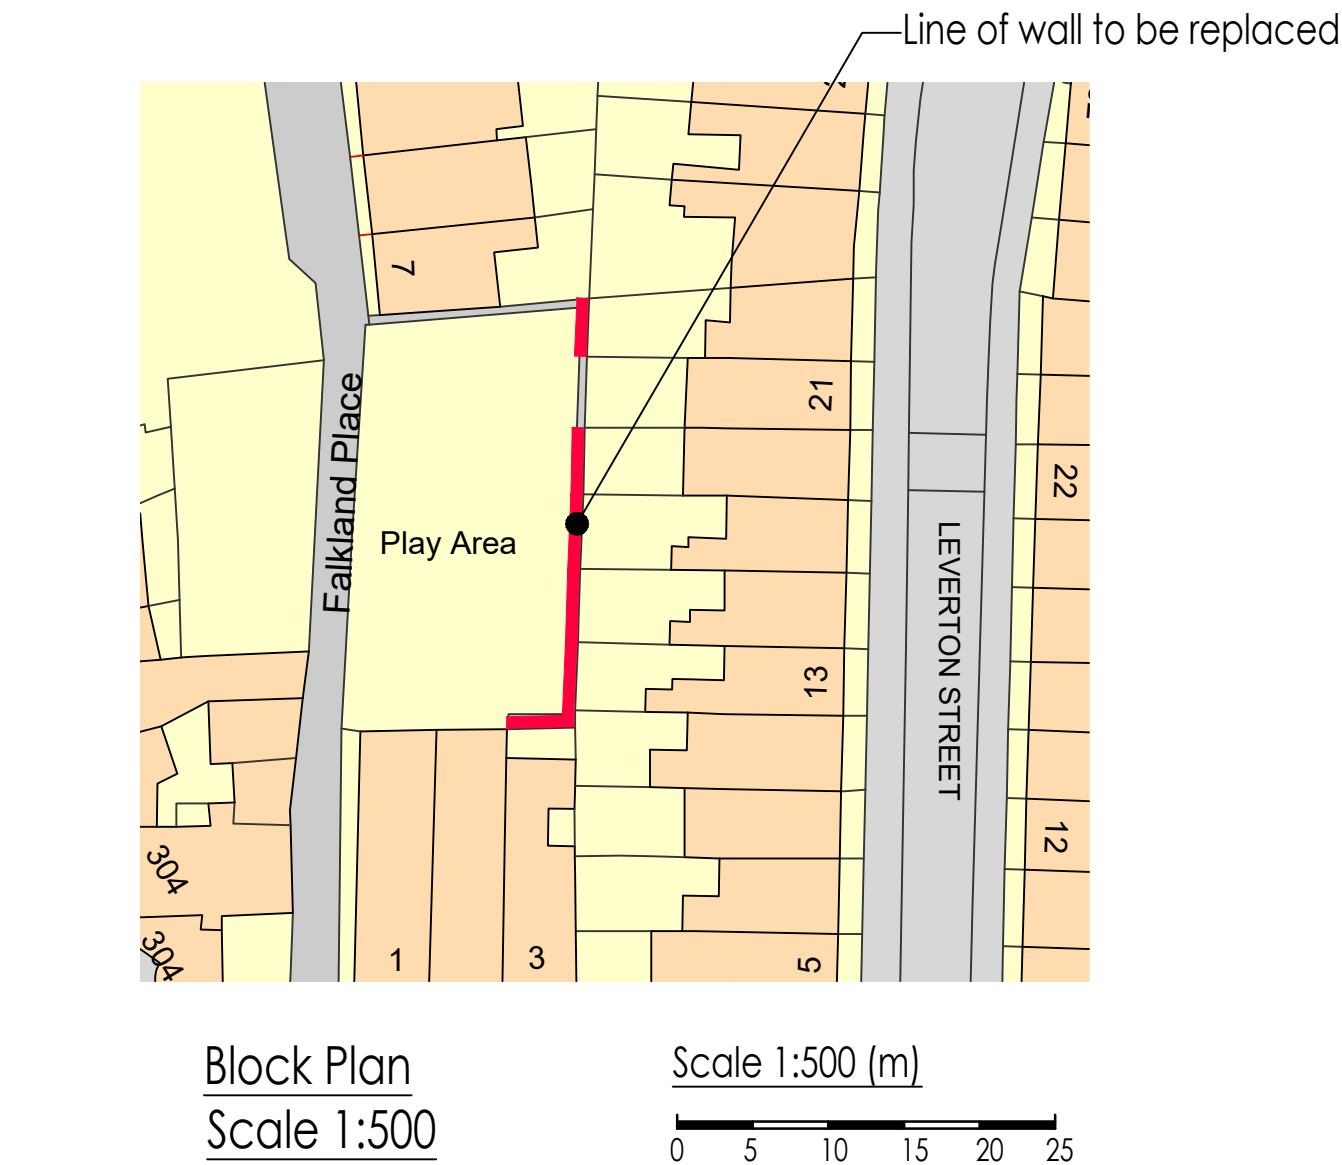 Line of wall to be replaced
7
Falkland Place
21
22
Play Area
LEVERTON STREET
13
12
304
304
1
3
5
Block Plan
Scale 1:500
Scale 1:500 (m)
0 5 10 15 20 25